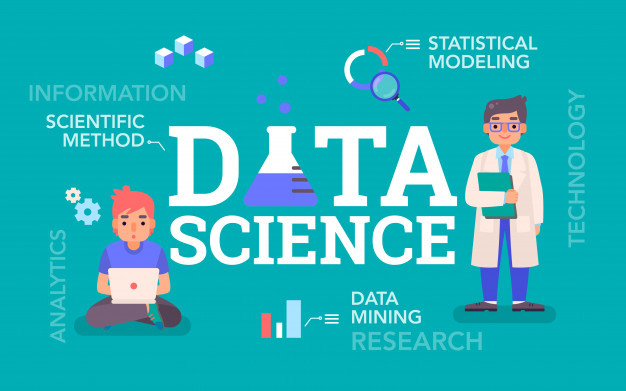 STATISTICAL
MODELING
INFORMATION
SCIENTIFIC
METHOD
TECHNOLOGY
DATA
SCIENCE
ANALYTICS
DATA
MINING
RESEARCH